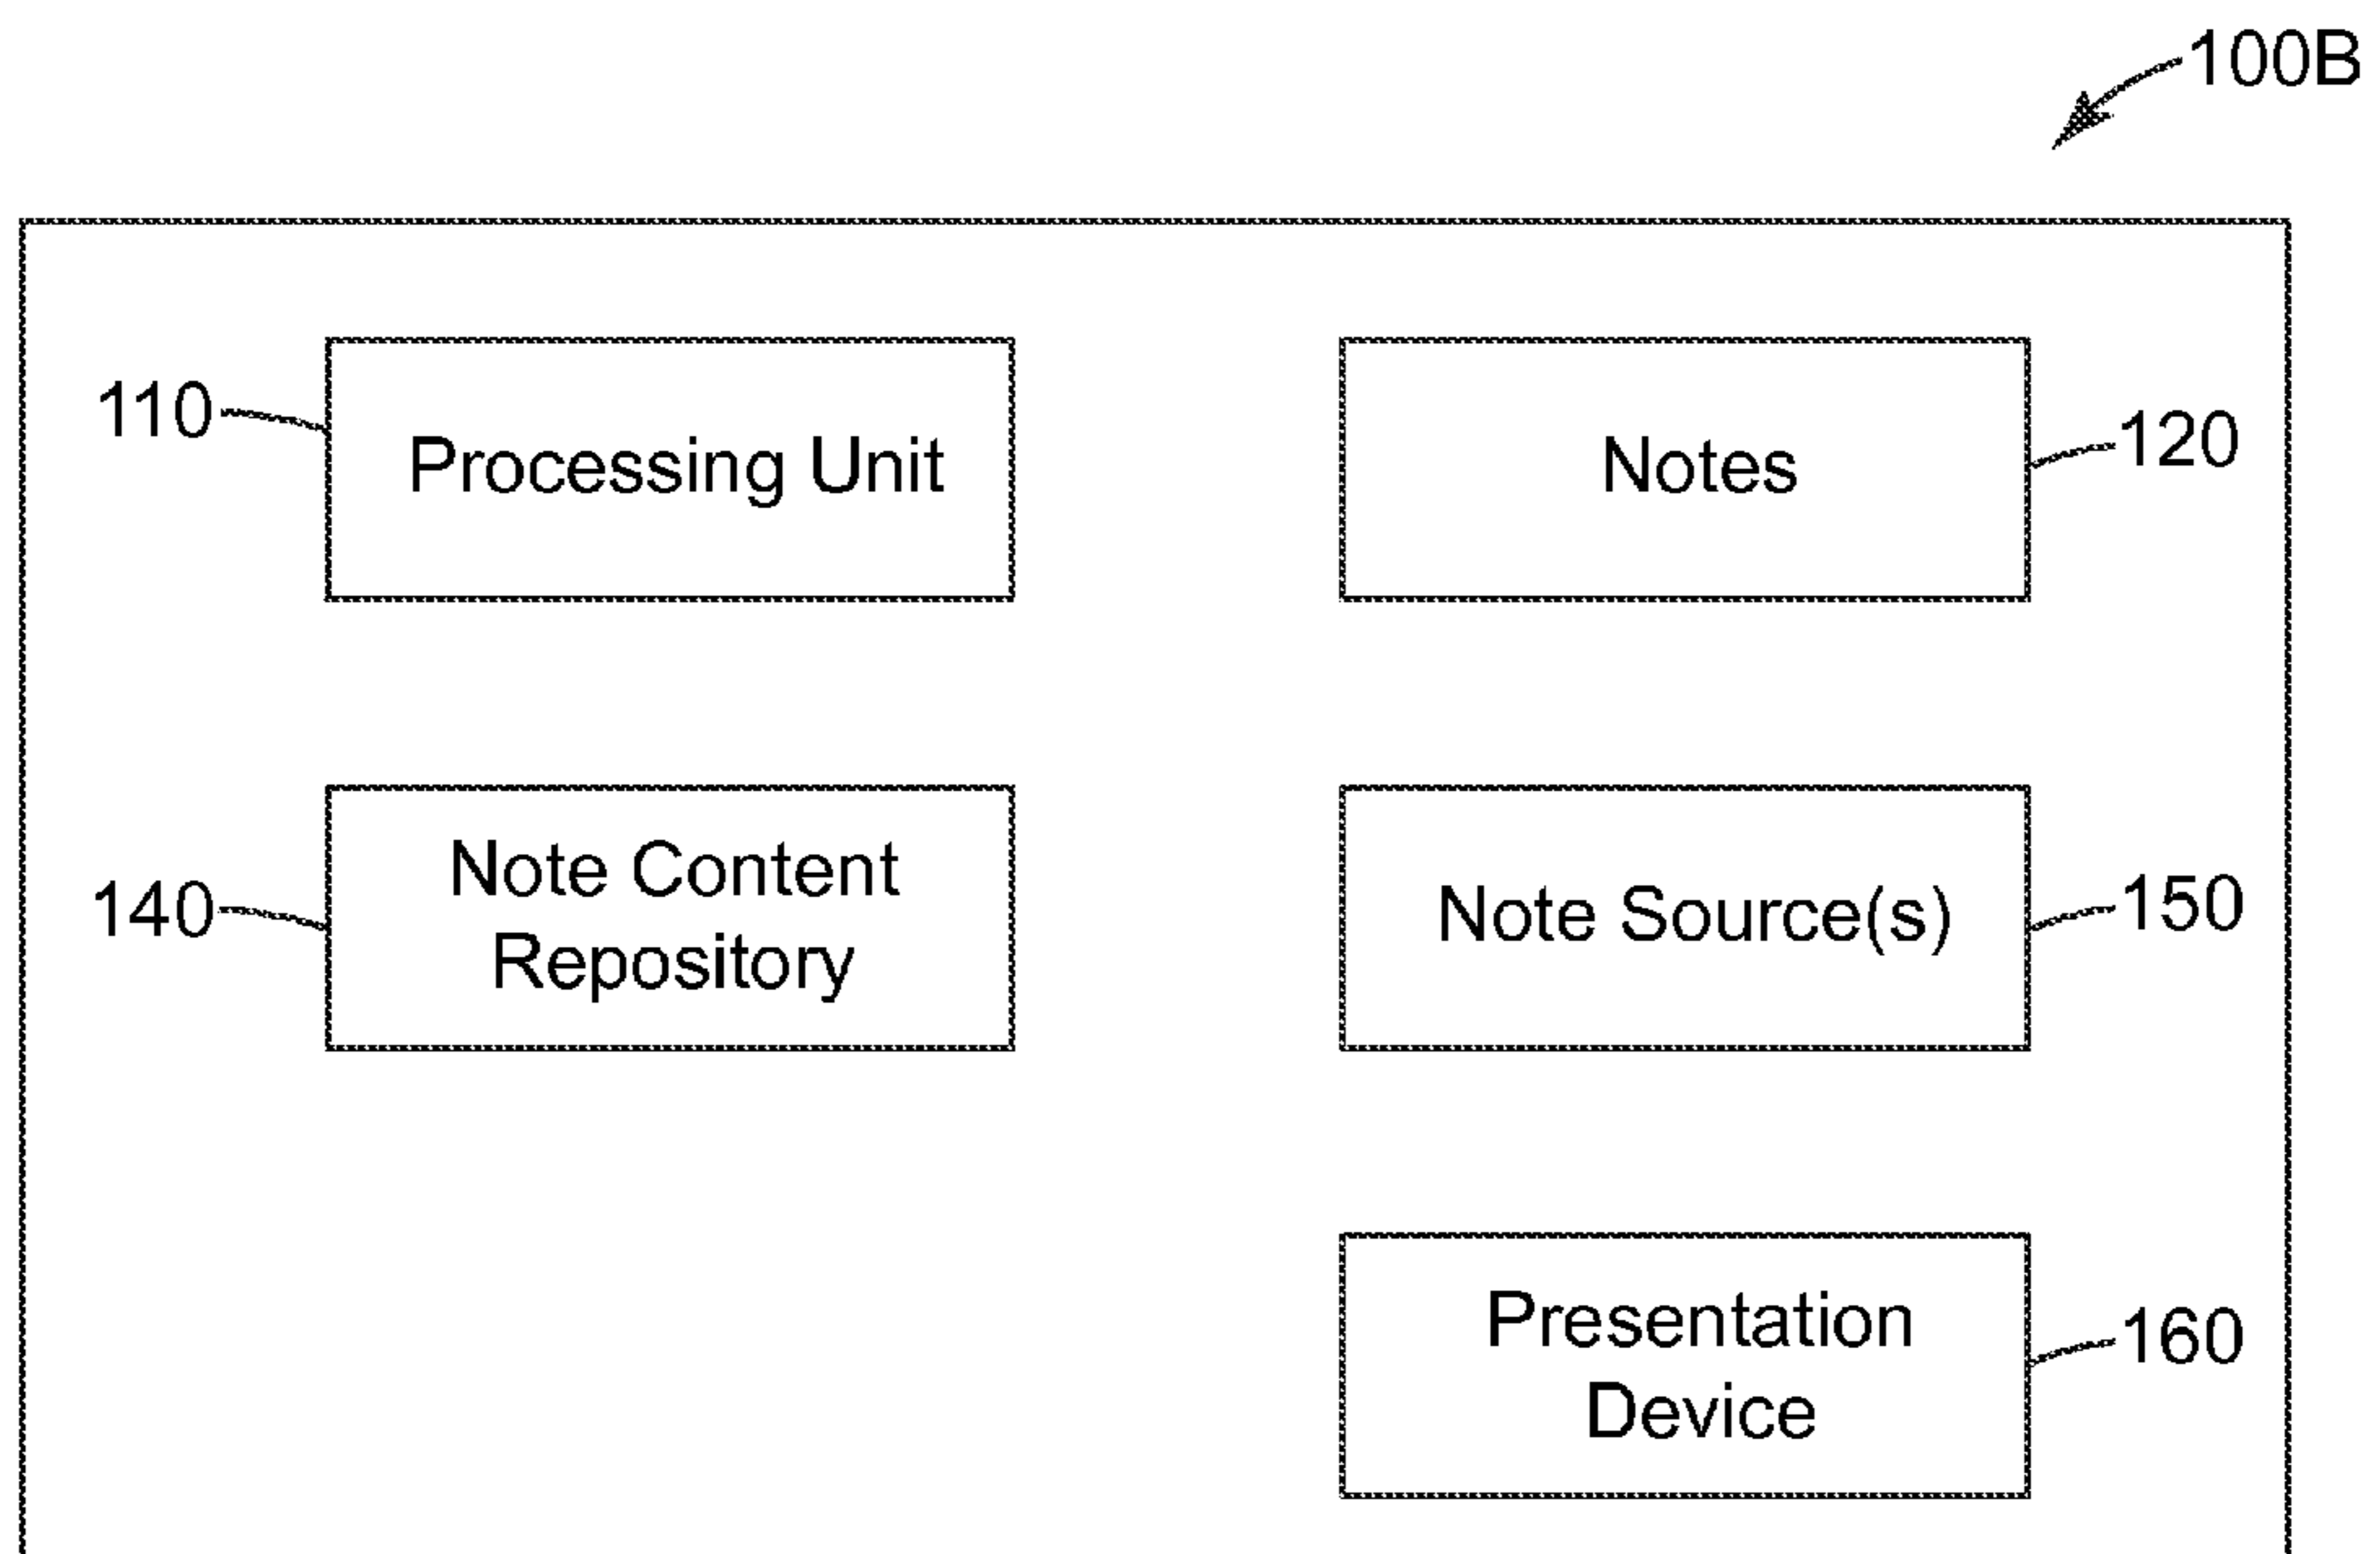 100B
110
Processing Unit
Notes
120
140
Note Content
Repository
Note Source(s)
150
Presentation
Device
160